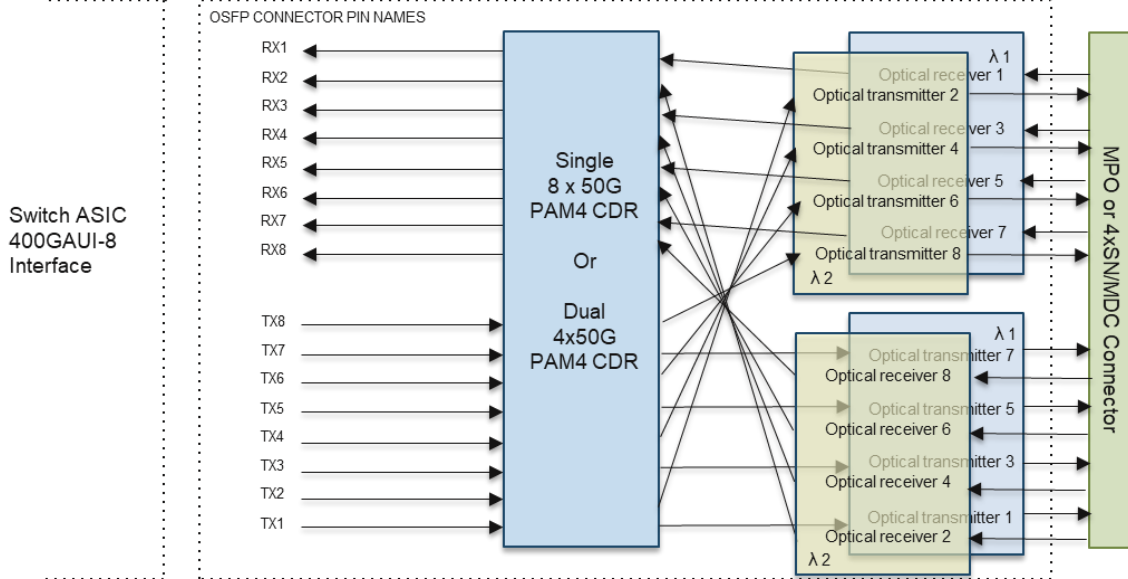 OSFP CONNECTOR PIN NAMES
RX1
RX2
RX3
RX4
RX5
RX6
RX7
RX8
TX8
TX7
TX6
TX5
TX4
TX3
TX2
TX1
Switch ASIC
400GAUI-8
Interface
Single
8 x 50G
PAM4 CDR
Or
Dual
4x50G
PAM4 CDR
λ 1
Optical receiver 1
Optical transmitter 2
Optical receiver 3
Optical transmitter 4
Optical receiver 5
Optical transmitter 6
Optical receiver 7
Optical transmitter 8
λ 2
λ 1
Optical transmitter 7
Optical receiver 8
Optical transmitter 5
Optical receiver 6
Optical transmitter 3
Optical receiver 4
Optical transmitter 1
Optical receiver 2
λ 2
MPO or 4xSN/MDC Connector